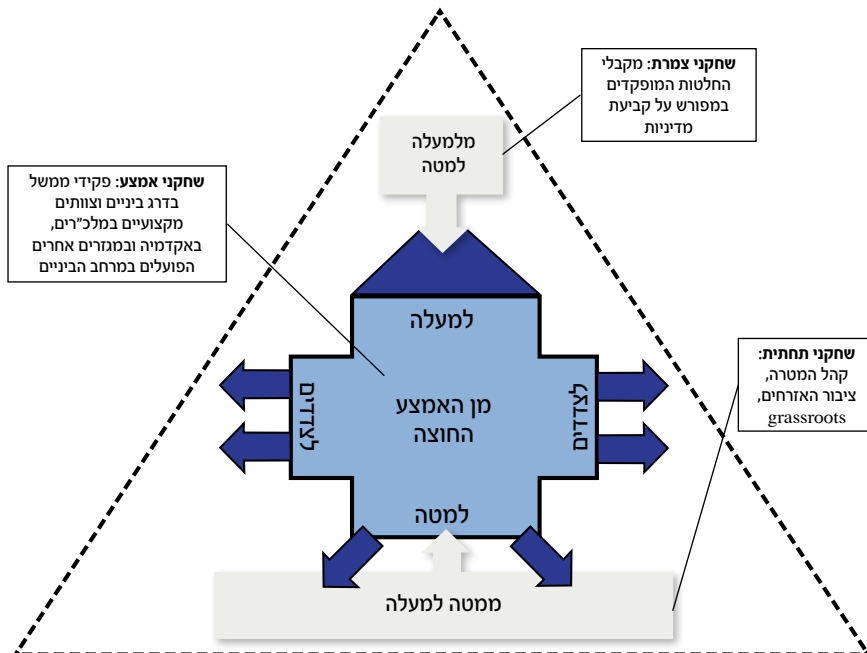 שחקני צמרת: מקבלי
החלטות המופקדים
במפורש על קביעת
מדיניות
מלמעלה
למטה
שחקני אמצע: פקידי ממשל
בדרג ביניים וצוותים
מקצועיים במלכ"רים,
באקדמיה ובמגזרים אחרים
הפועלים במרחב הביניים
למעלה
שחקני תחתית:
קהל המטרה,
ציבור האזרחים,
grassroots
לצדדים
מן האמצע
החוצה
לצדדים
למטה
ממטה למעלה